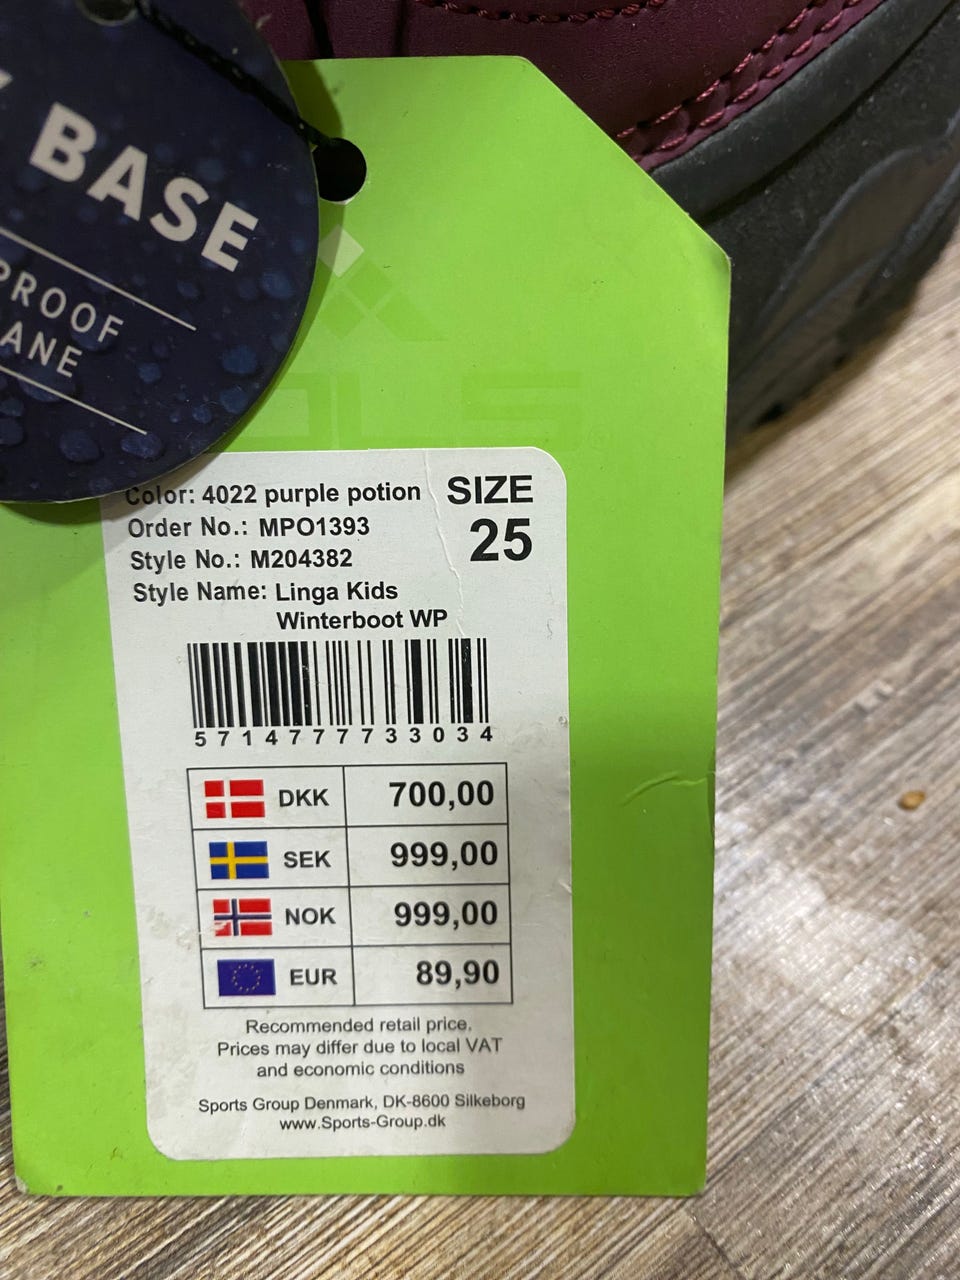 BASE
PROOF
ANE
Color: 4022 purple potion
SIZE
25
Order No.: MPO1393
Style No.: M204382
Style Name: Linga Kids
Winterboot WP
5714777733034
DKK 700,00
SEK 999,00
NOK 999,00
EUR 89,90
Recommended retail price.
Prices may differ due to local VAT
and economic conditions
Sports Group Denmark, DK-8600 Silkeborg
www.Sports-Group.dk